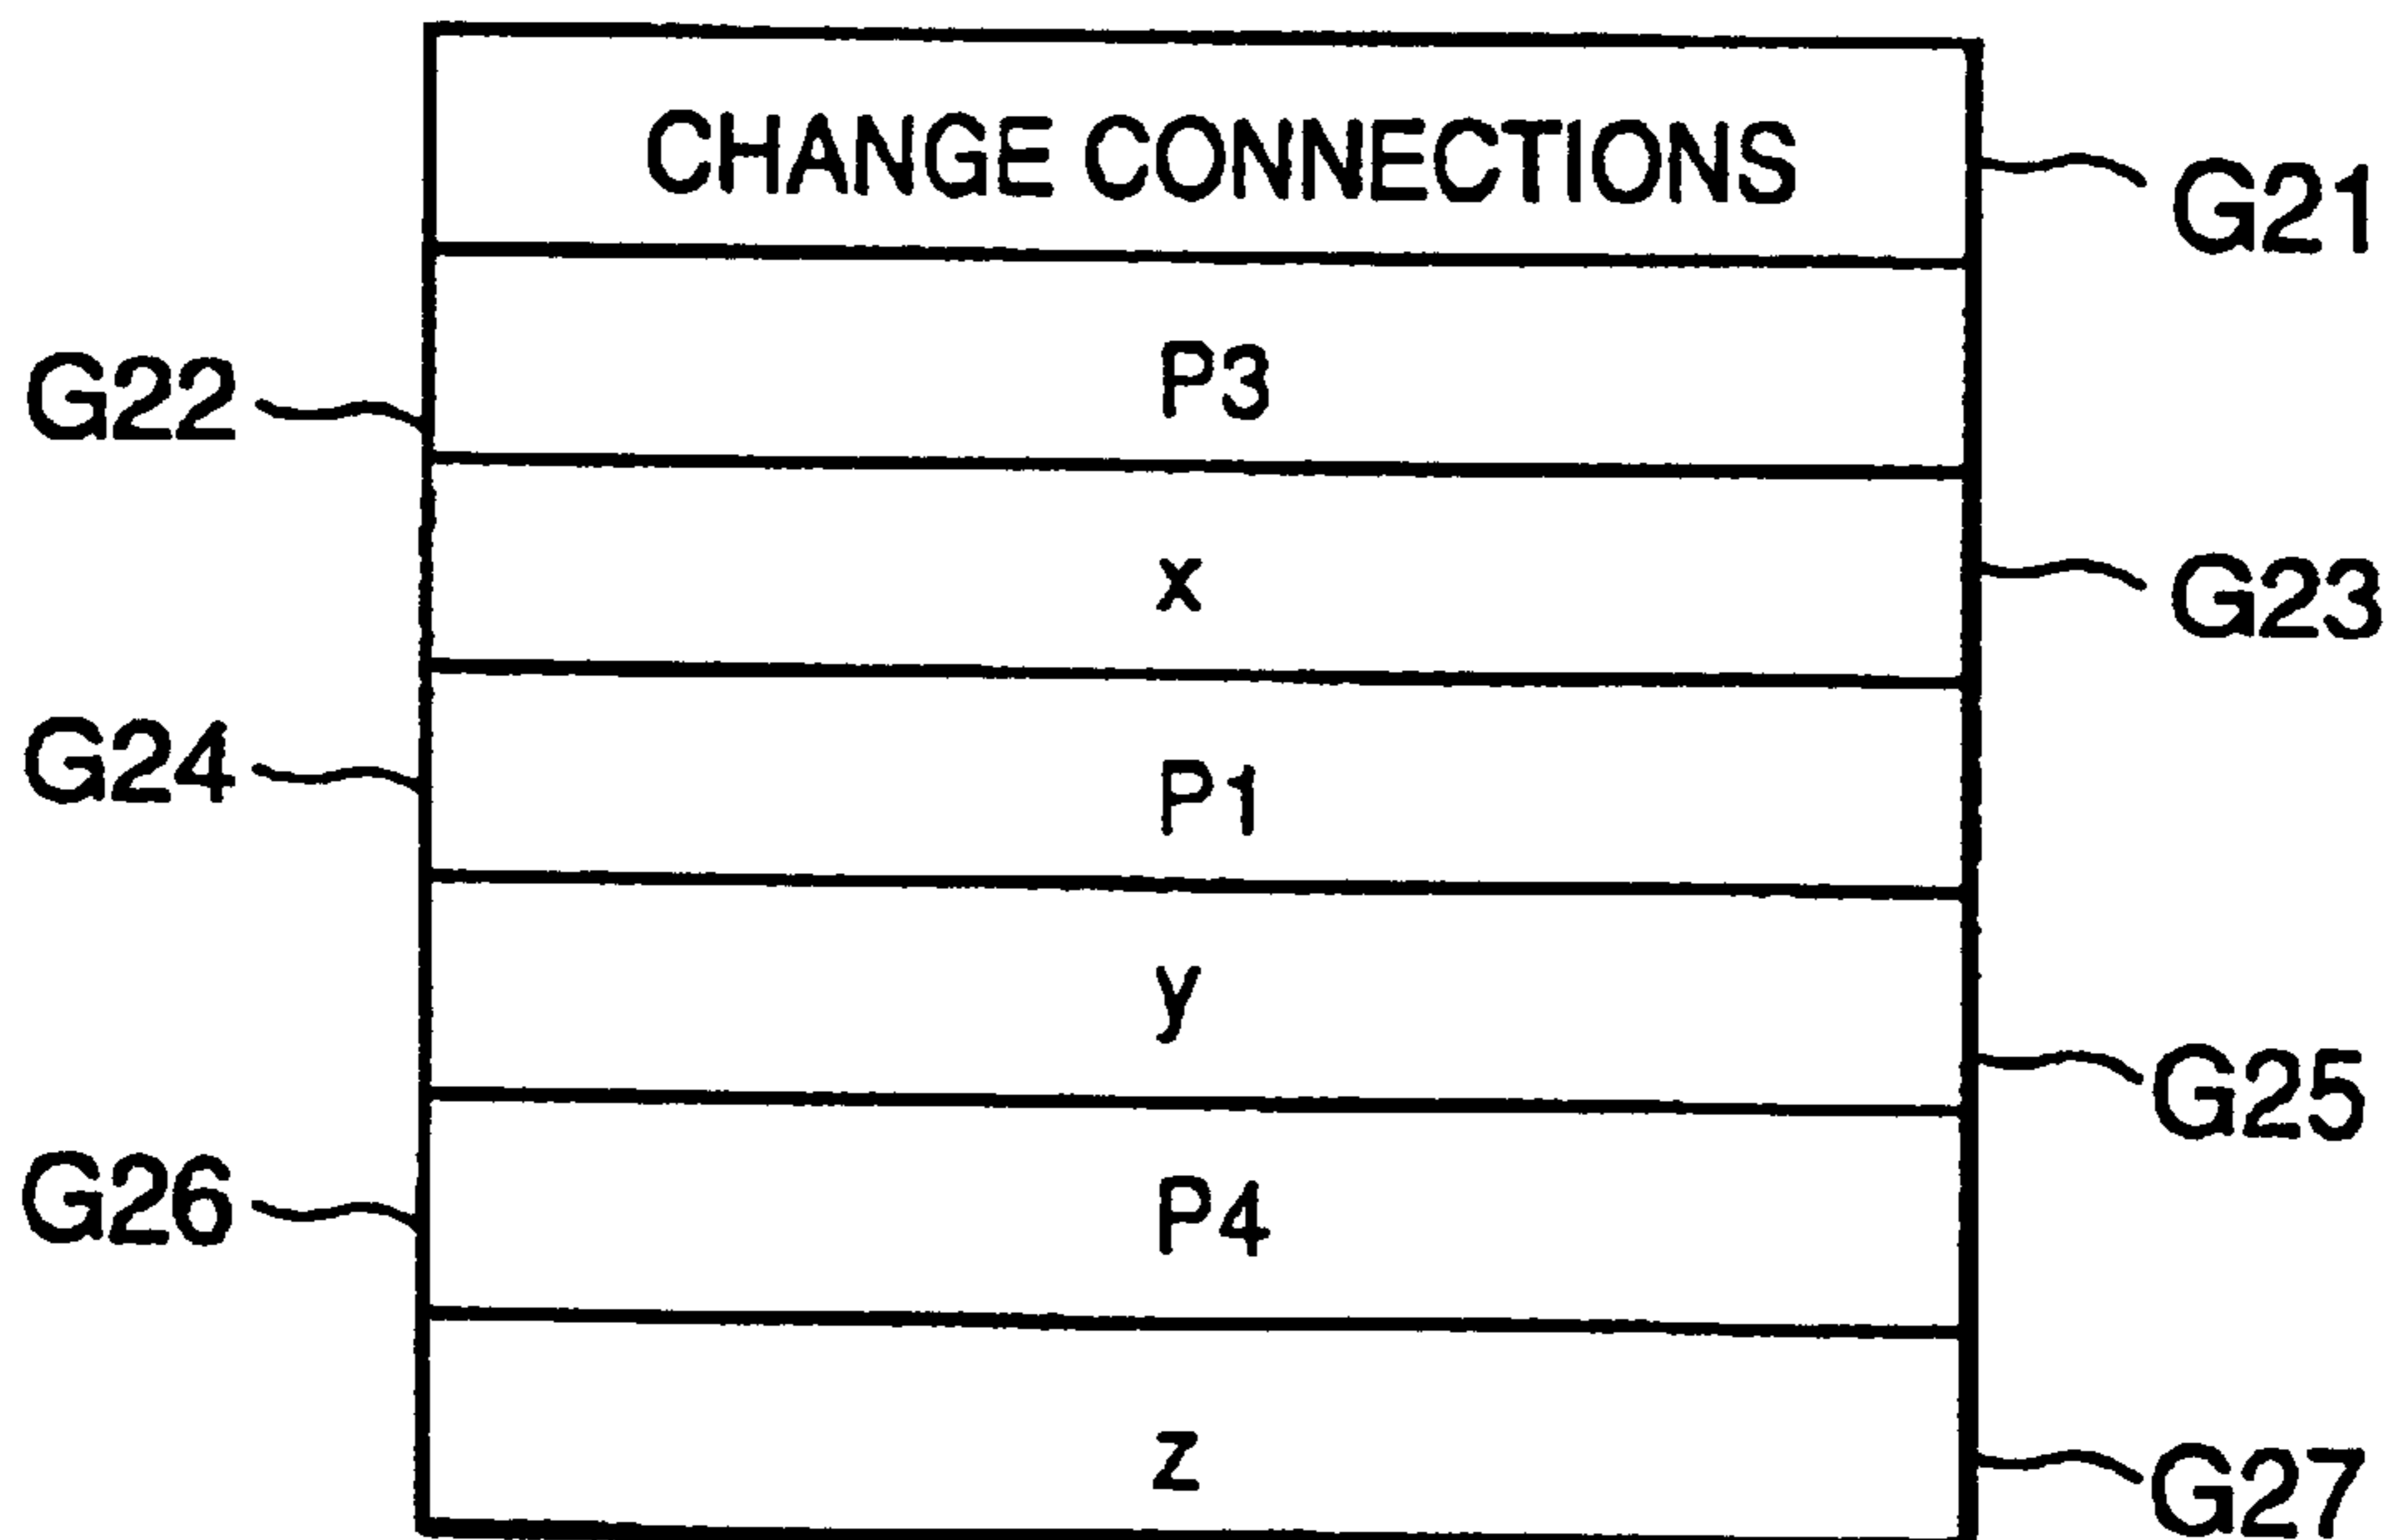 CHANGE CONNECTIONS
G21
P3
G22
x
G23
P1
G24
y
G25
P4
G26
z
G27